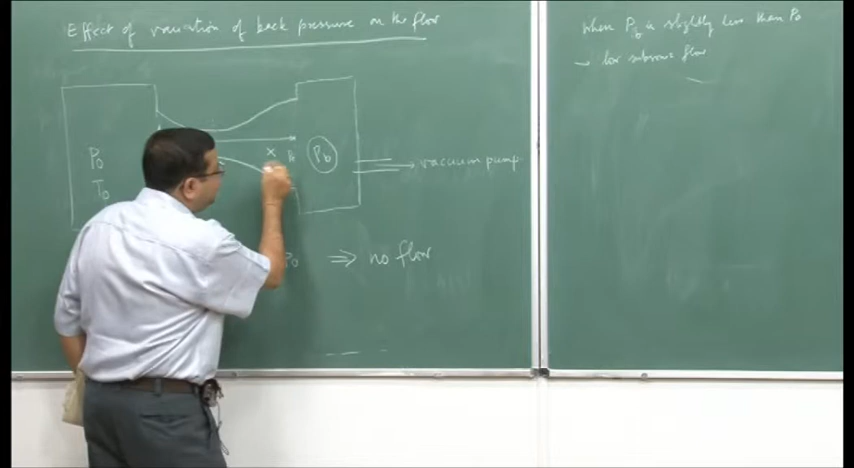 Effect of variation of back pressure on the flow
P0
T0
x
Pb
vacuum pump
P0 ⇒ no flow
When Pb is slightly less than P0
→ low subsonic flow